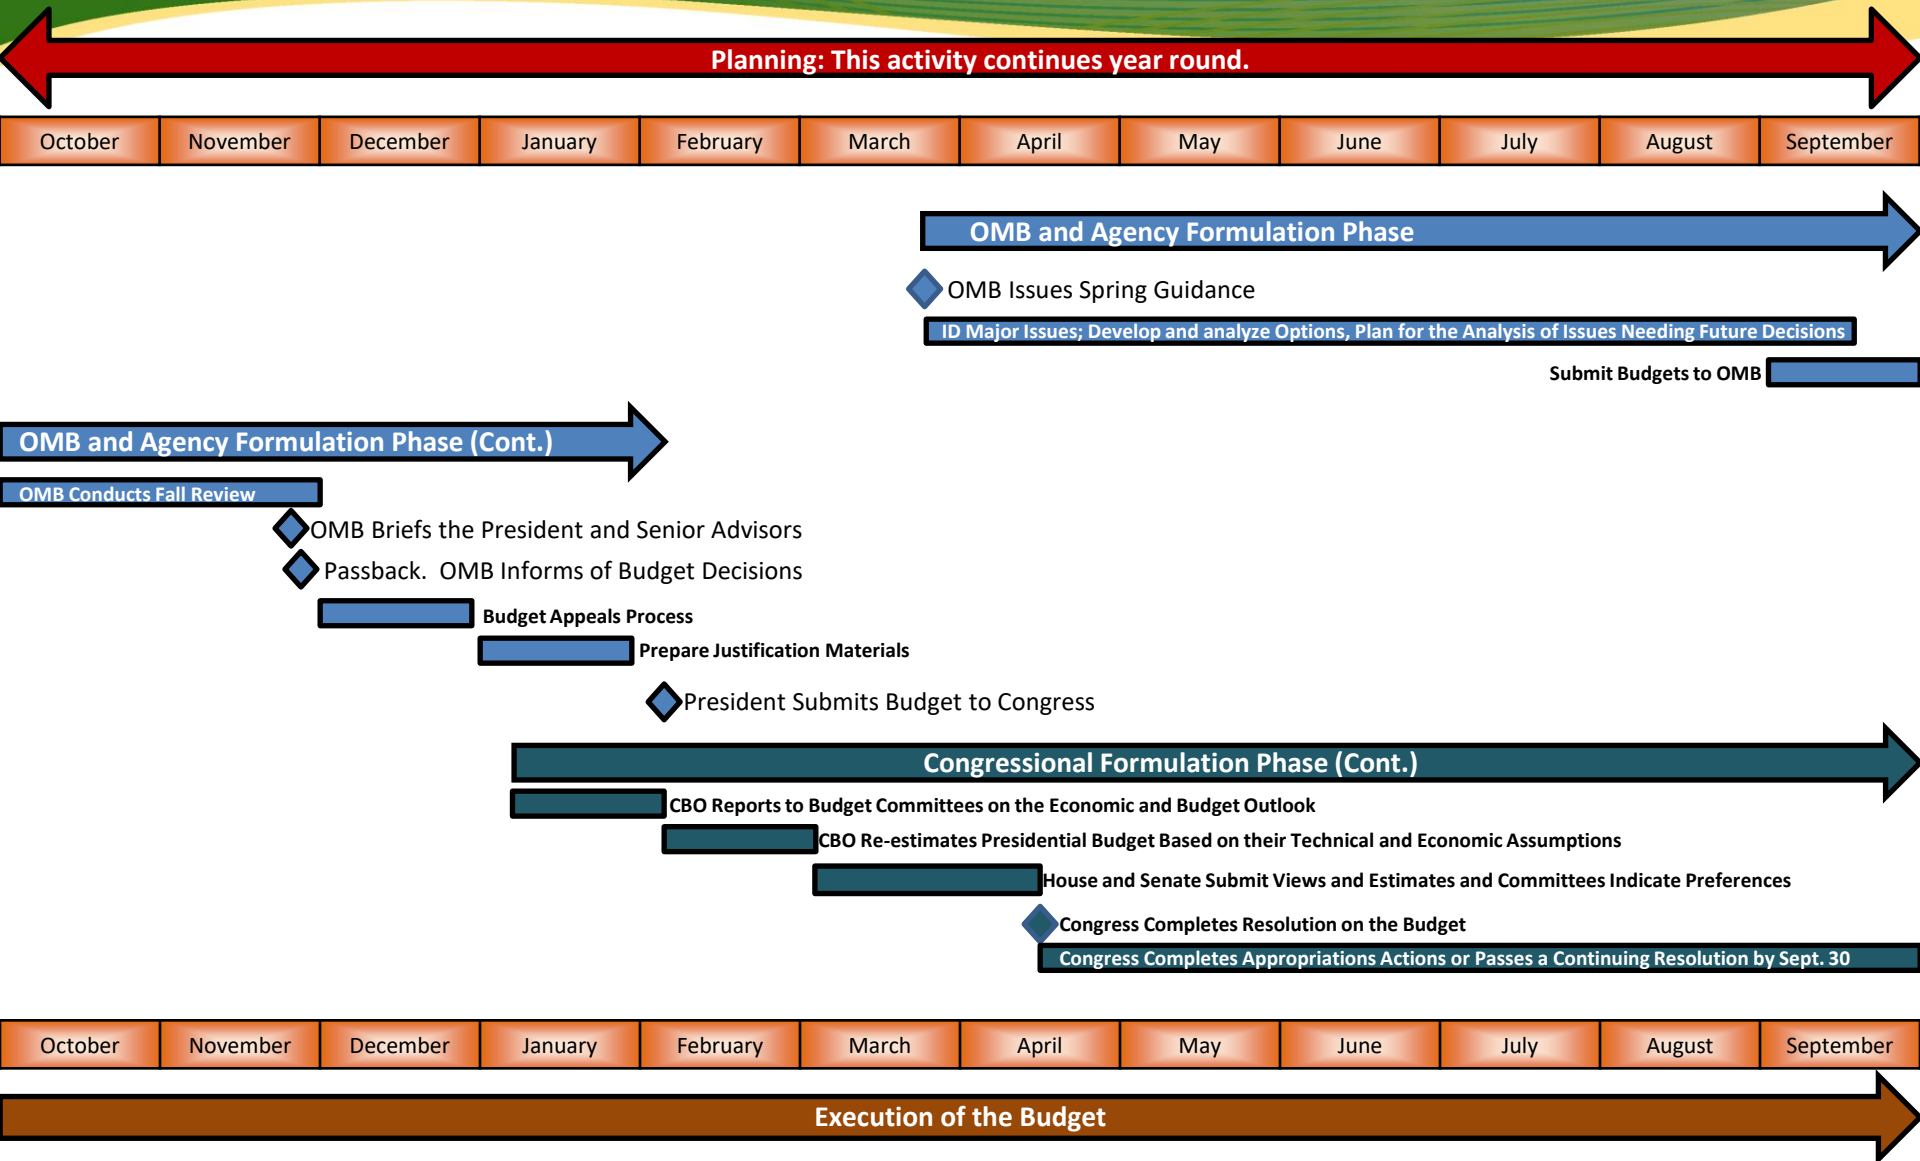 Planning: This activity continues year round.
October November December January February March April May June July August September
OMB and Agency Formulation Phase
OMB Issues Spring Guidance
ID Major Issues; Develop and analyze Options, Plan for the Analysis of Issues Needing Future Decisions
Submit Budgets to OMB
OMB and Agency Formulation Phase (Cont.)
OMB Conducts Fall Review
OMB Briefs the President and Senior Advisors
Passback.  OMB Informs of Budget Decisions
Budget Appeals Process
Prepare Justification Materials
President Submits Budget to Congress
Congressional Formulation Phase (Cont.)
CBO Reports to Budget Committees on the Economic and Budget Outlook
CBO Re-estimates Presidential Budget Based on their Technical and Economic Assumptions
House and Senate Submit Views and Estimates and Committees Indicate Preferences
Congress Completes Resolution on the Budget
Congress Completes Appropriations Actions or Passes a Continuing Resolution by Sept. 30
October November December January February March April May June July August September
Execution of the Budget